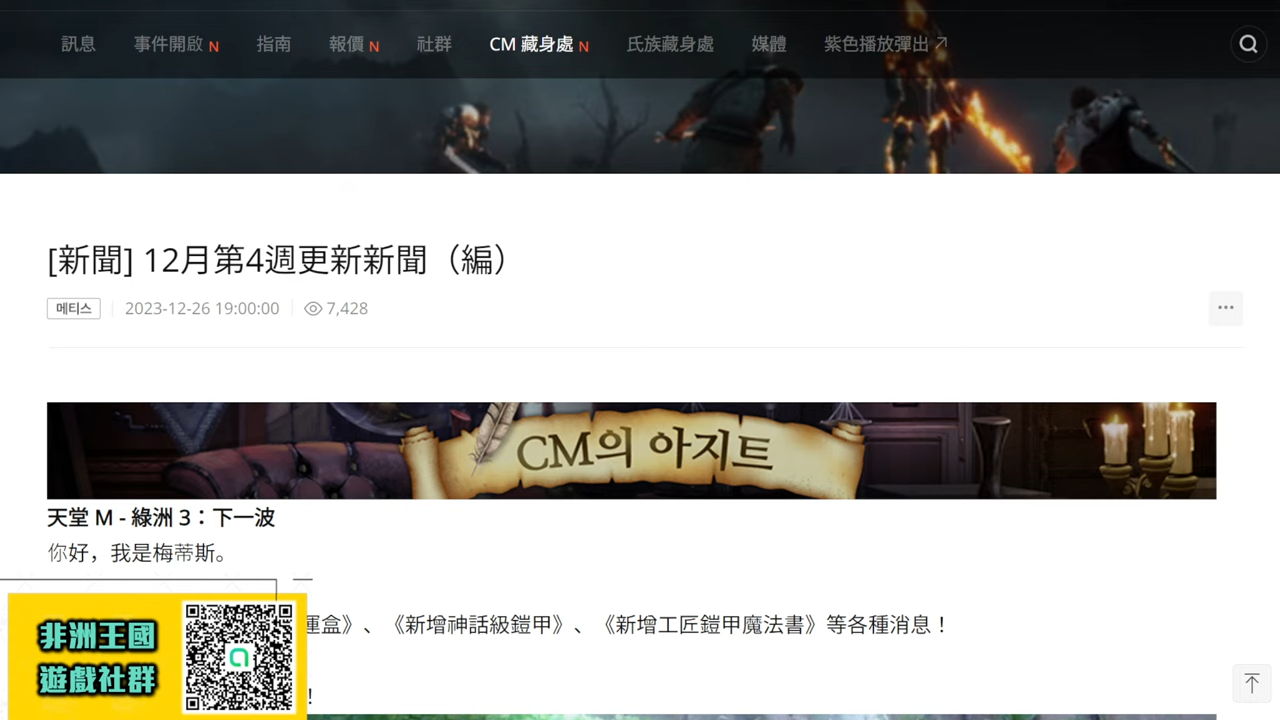 訊息 事件開啟 N 指南 報價 N 社群 CM 藏身處 N 氏族藏身處 媒體 紫色播放彈出
[新聞] 12月第4週更新新聞（編）
메티스 2023-12-26 19:00:00 7,428
CM의 아지트
天堂 M - 綠洲 3：下一波
你好，我是梅蒂斯。
運盒》、《新增神話級鎧甲》、《新增工匠鎧甲魔法書》等各種消息！
非洲王國
遊戲社群
！